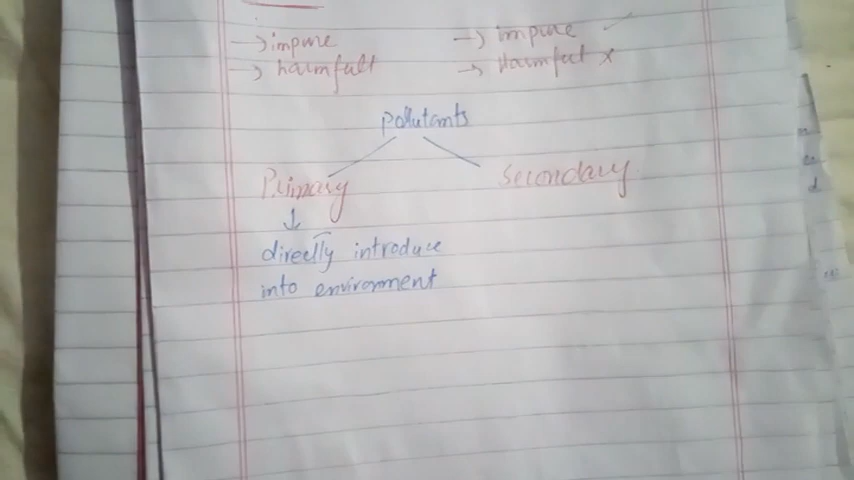 → impure → impure ✓
→ harmfull → Harmful x
Pollutants
Primary Secondary
↓
directly introduce
into environment